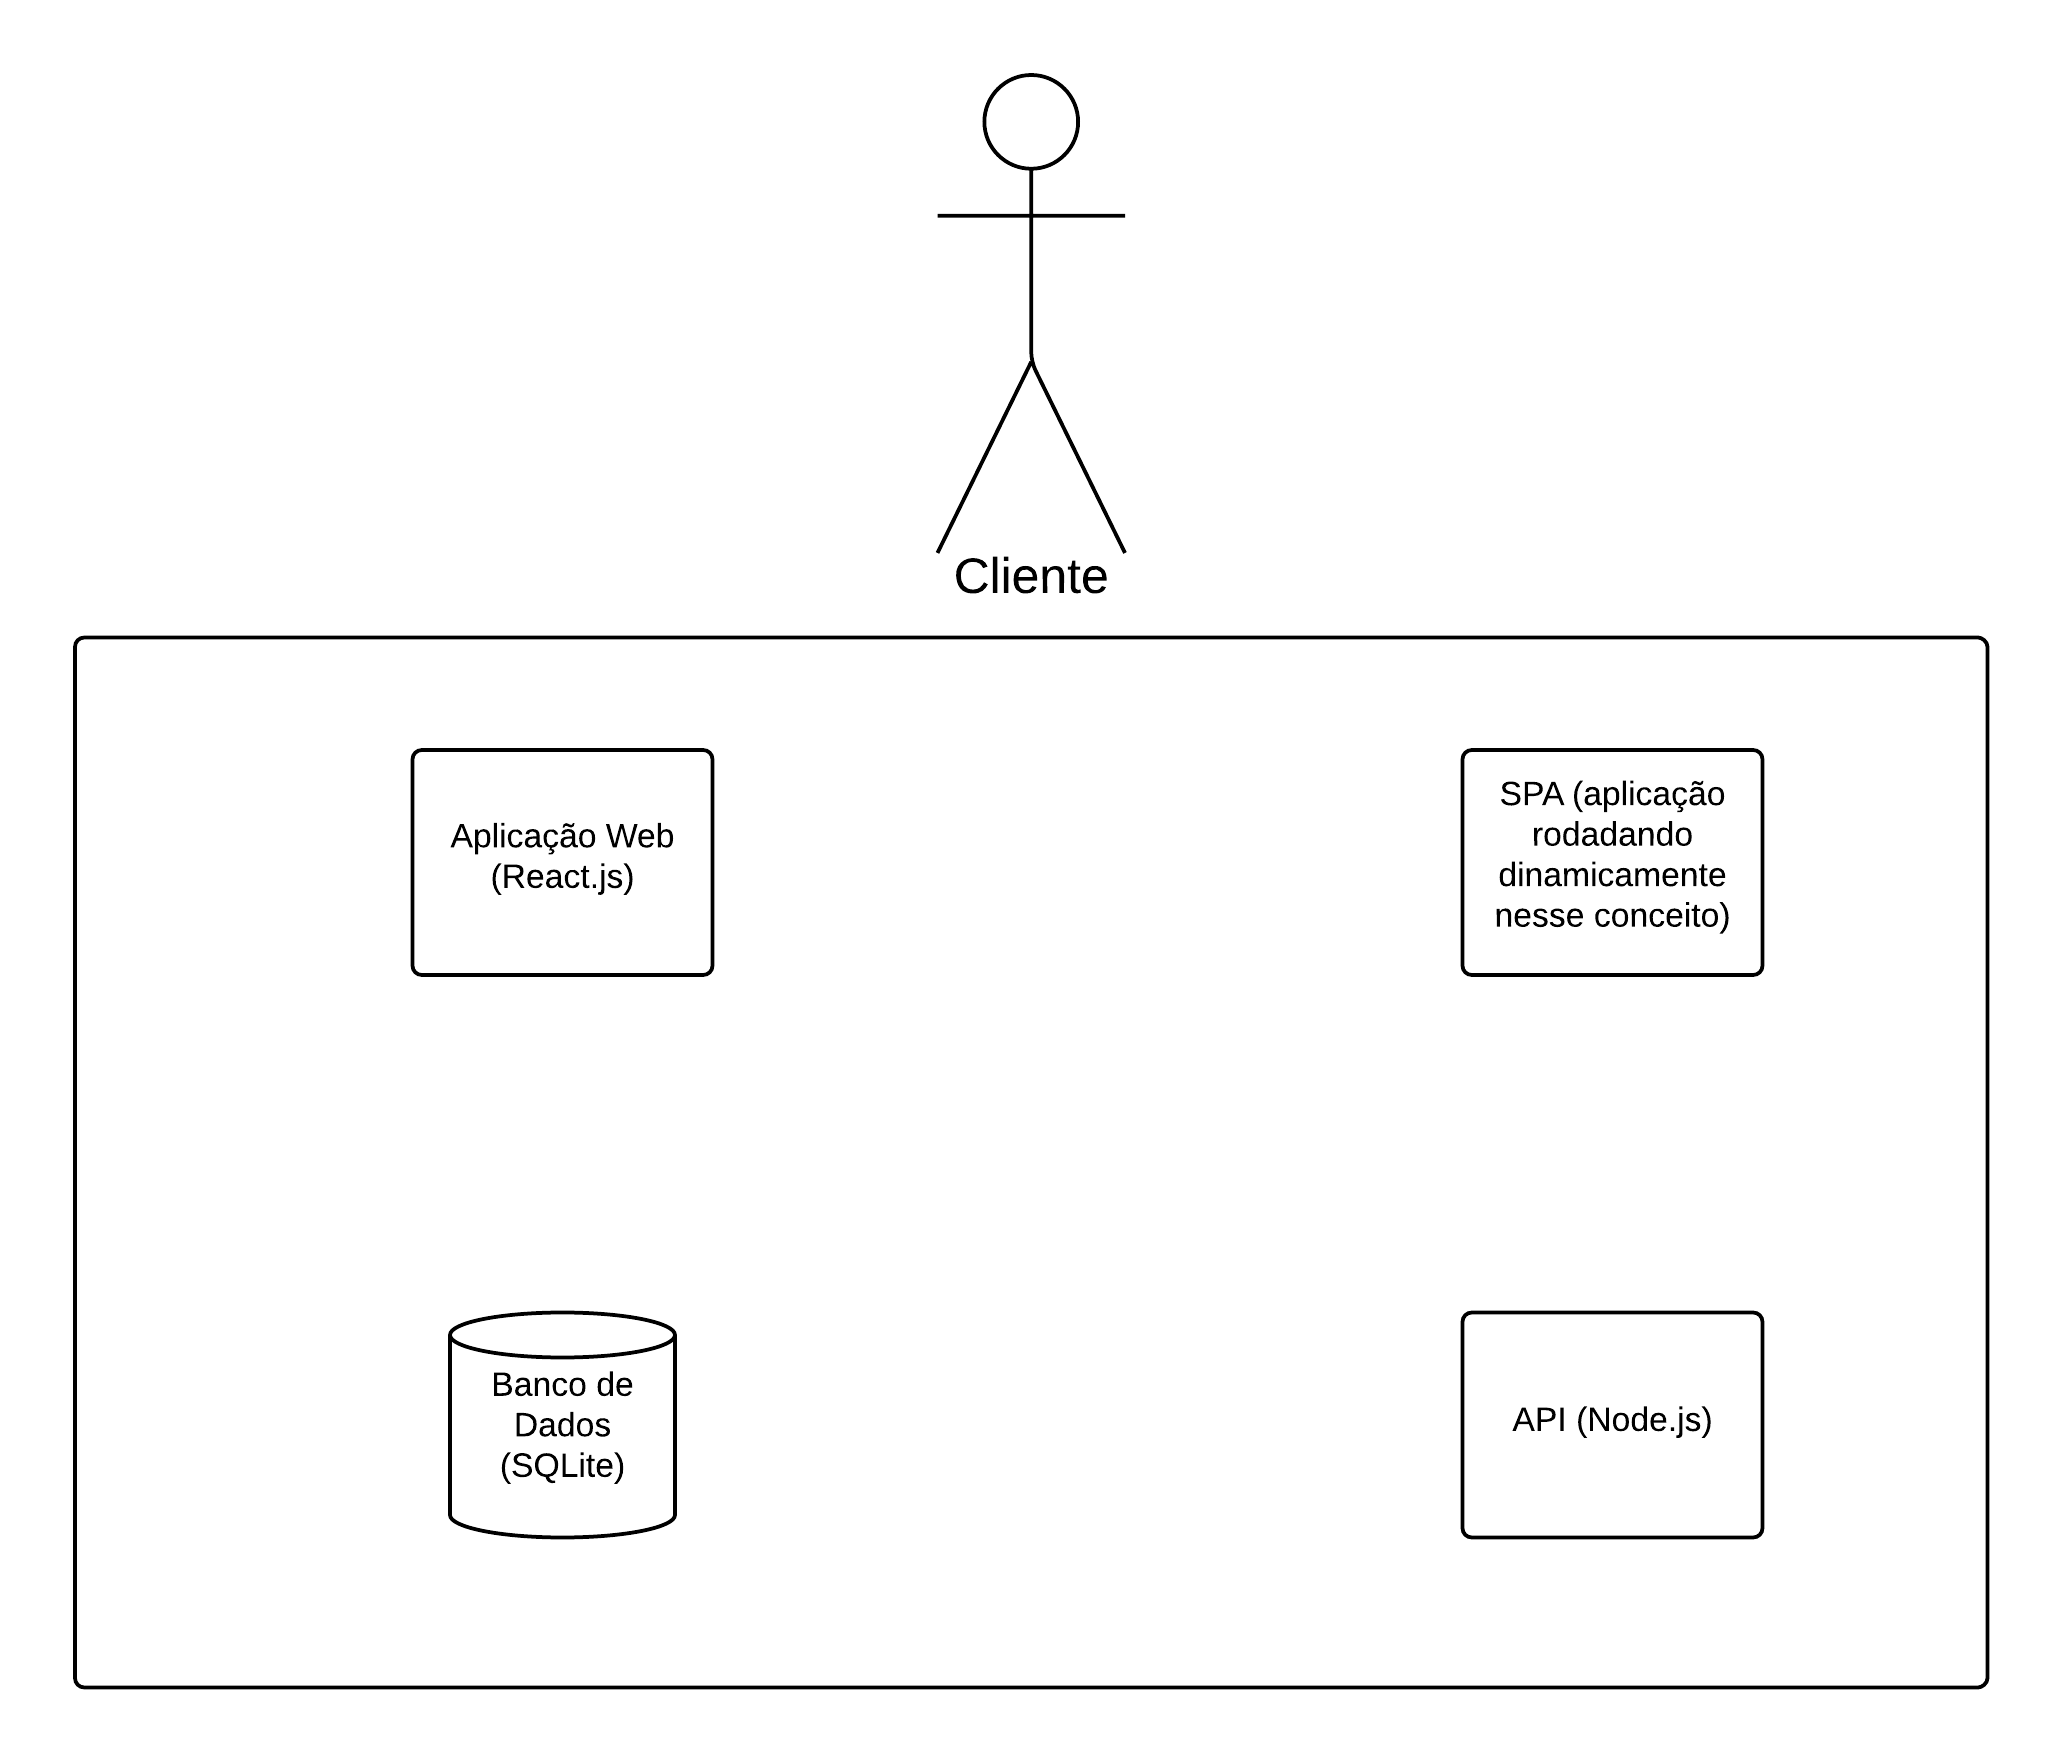 Cliente
Aplicação Web
(React.js)
SPA (aplicação
rodadando
dinamicamente
nesse conceito)
Banco de
Dados
(SQLite)
API (Node.js)